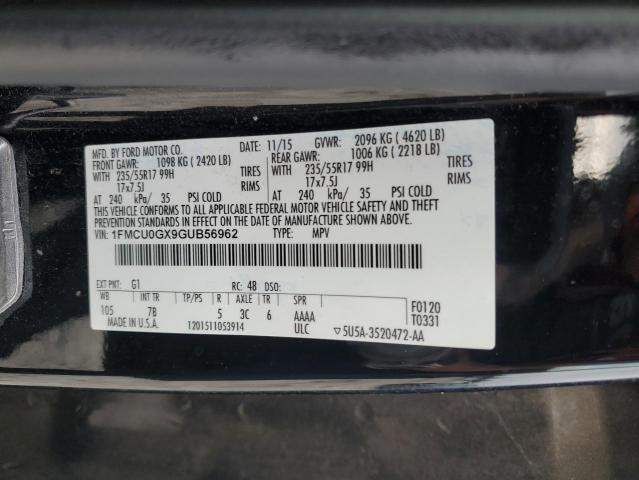 MFG. BY FORD MOTOR CO. DATE: 11/15 GVWR: 2096 KG ( 4620 LB)
FRONT GAWR: 1098 KG ( 2420 LB) REAR GAWR: 1006 KG ( 2218 LB)
WITH 235/55R17 99H TIRES WITH 235/55R17 99H TIRES
17x7.5J RIMS 17x7.5J RIMS
AT 240 kPa/ 35 PSI COLD AT 240 kPa/ 35 PSI COLD
THIS VEHICLE CONFORMS TO ALL APPLICABLE FEDERAL MOTOR VEHICLE SAFETY AND THEFT
PREVENTION STANDARDS IN EFFECT ON THE DATE OF MANUFACTURE SHOWN ABOVE.
VIN: 1FMCU0GX9GUB56962 TYPE: MPV
EXT PNT: G1 RC: 48 DSO:
WB INT TR TP/PS R AXLE TR SPR
105 7B 5 3C 6 AAAA F0120
MADE IN U.S.A. 1201511053914 ULC T0331
▽5U5A-3520472-AA